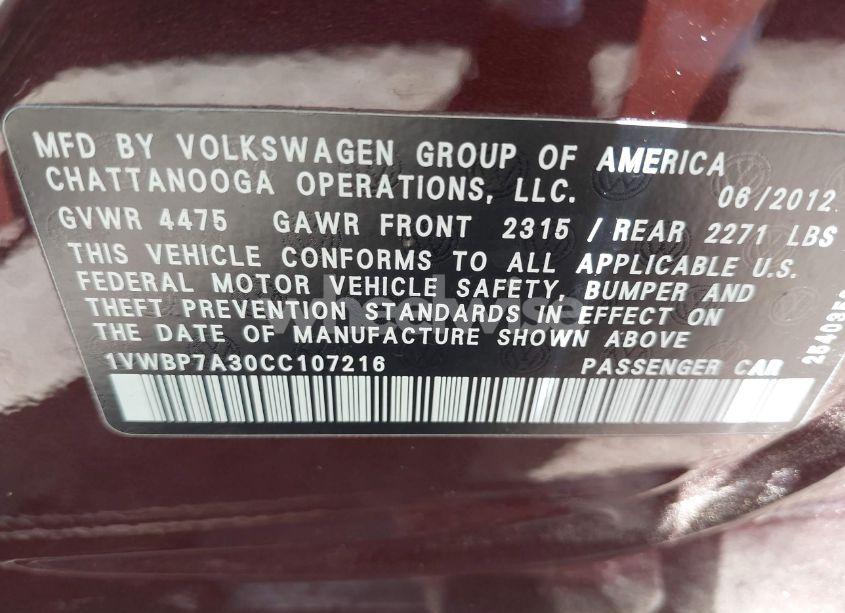 MFD BY VOLKSWAGEN GROUP OF AMERICA
CHATTANOOGA OPERATIONS, LLC. 06/2012
GVWR 4475 GAWR FRONT 2315 / REAR 2271 LBS
THIS VEHICLE CONFORMS TO ALL APPLICABLE U.S.
FEDERAL MOTOR VEHICLE SAFETY, BUMPER AND
THEFT PREVENTION STANDARDS IN EFFECT ON
THE DATE OF MANUFACTURE SHOWN ABOVE
1VWBP7A30CC107216 PASSENGER CAR